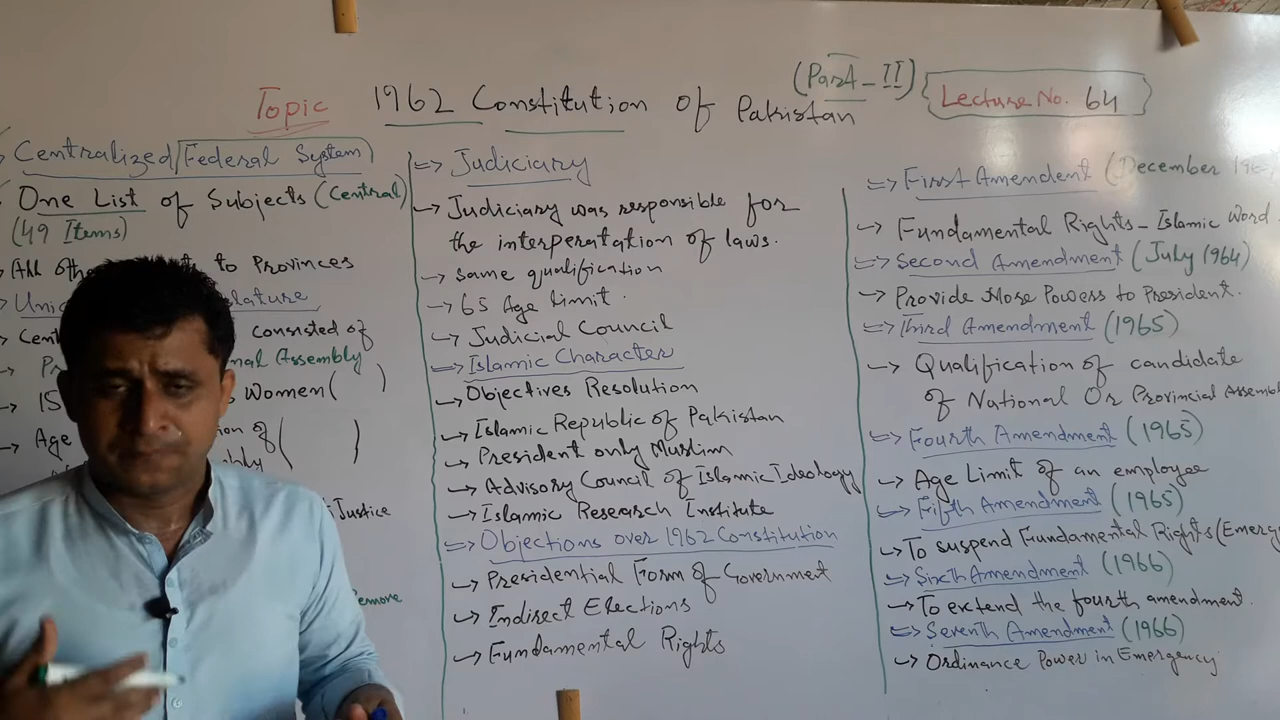 Topic 1962 Constitution of Pakistan (Part-II) Lecture No. 64
Centralized/Federal System
One List of Subjects (Central)
(49 Items)
to Provinces
consisted of
nal Assembly
Women ( )
Age
ion of ( )
Justice
Remove
⇒ Judiciary
→ Judiciary was responsible for
the interperatation of laws.
→ same qualification
→ 65 Age Limit.
→ Judicial Council
⇒ Islamic Character
→ Objectives Resolution
→ Islamic Republic of Pakistan
→ President only Muslim
→ Advisory Council of Islamic Ideology
→ Islamic Research Institute
⇒ Objections over 1962 Constitution
→ Presidential Form of Government
→ Indirect Elections
→ Fundamental Rights
⇒ First Amendent (December
→ Fundamental Rights - Islamic Word
⇒ Second Amendment (July 1964)
→ Provide More Powers to President.
⇒ Third Amendment (1965)
→ Qualification of candidate
of National Or Provincial Assembl
⇒ Fourth Amendment (1965)
→ Age Limit of an employee
⇒ Fifth Amendment (1965)
→ To suspend Fundamental Rights (Emerg
⇒ Sixth Amendment (1966)
→ To extend the fourth amendment.
⇒ Seventh Amendment (1966)
→ Ordinance Power in Emergency